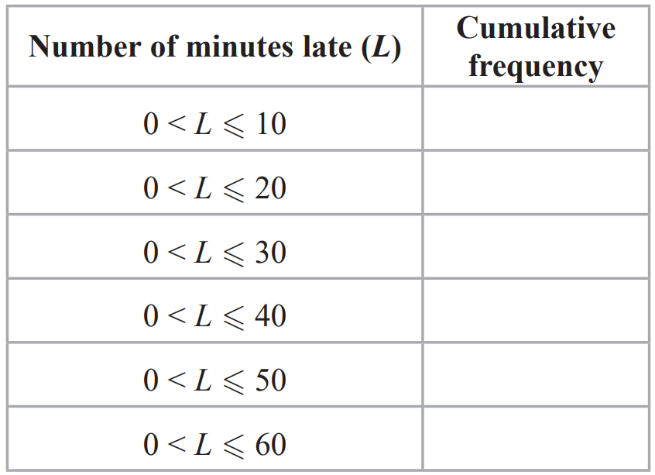 Number of minutes late (L)
Cumulative
frequency
0 < L ⩽ 10
0 < L ⩽ 20
0 < L ⩽ 30
0 < L ⩽ 40
0 < L ⩽ 50
0 < L ⩽ 60